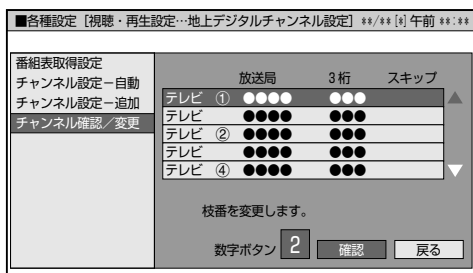 ■各種設定［視聴・再生設定…地上デジタルチャンネル設定］ **/**[*]午前 **:**
番組表取得設定
チャンネル設定－自動
チャンネル設定－追加
チャンネル確認／変更
放送局 3桁 スキップ
テレビ ① ●●●● ●●●
テレビ ●●●● ●●●
テレビ ② ●●●● ●●●
テレビ ●●●● ●●●
テレビ ④ ●●●● ●●●
枝番を変更します。
数字ボタン 2 確認 戻る